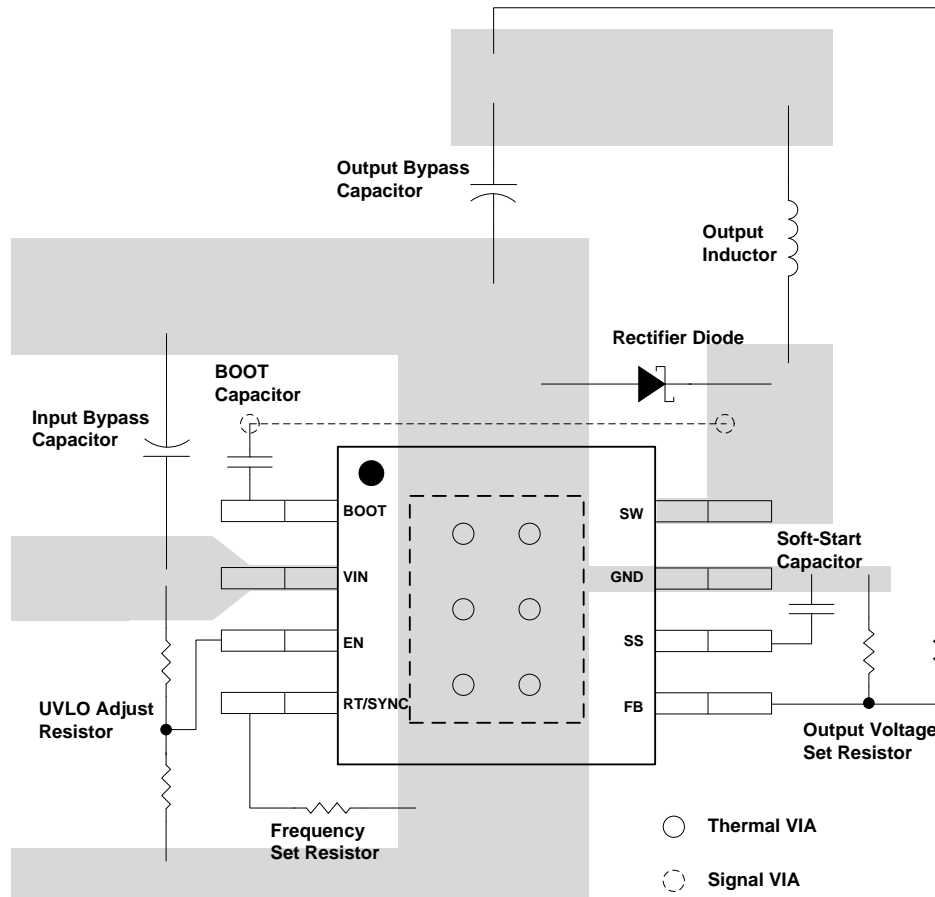 Output Bypass
Capacitor
Output
Inductor
Rectifier Diode
BOOT
Capacitor
Input Bypass
Capacitor
BOOT
SW
Soft-Start
Capacitor
VIN
GND
EN
SS
RT/SYNC
FB
UVLO Adjust
Resistor
Output Voltage
Set Resistor
Frequency
Set Resistor
Thermal VIA
Signal VIA